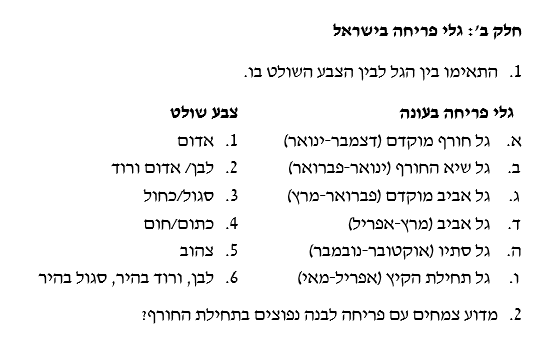 חלק ב': גלי פריחה בישראל
1. התאימו בין הגל לבין הצבע השולט בו.
גלי פריחה בעונה צבע שולט
א. גל חורף מוקדם (דצמבר-ינואר) 1. אדום
ב. גל שיא החורף (ינואר-פברואר) 2. לבן/ אדום ורוד
ג. גל אביב מוקדם (פברואר-מרץ) 3. סגול/כחול
ד. גל אביב (מרץ-אפריל) 4. כתום/חום
ה. גל סתיו (אוקטובר-נובמבר) 5. צהוב
ו. גל תחילת הקיץ (אפריל-מאי) 6. לבן, ורוד בהיר, סגול בהיר
2. מדוע צמחים עם פריחה לבנה נפוצים בתחילת החורף?